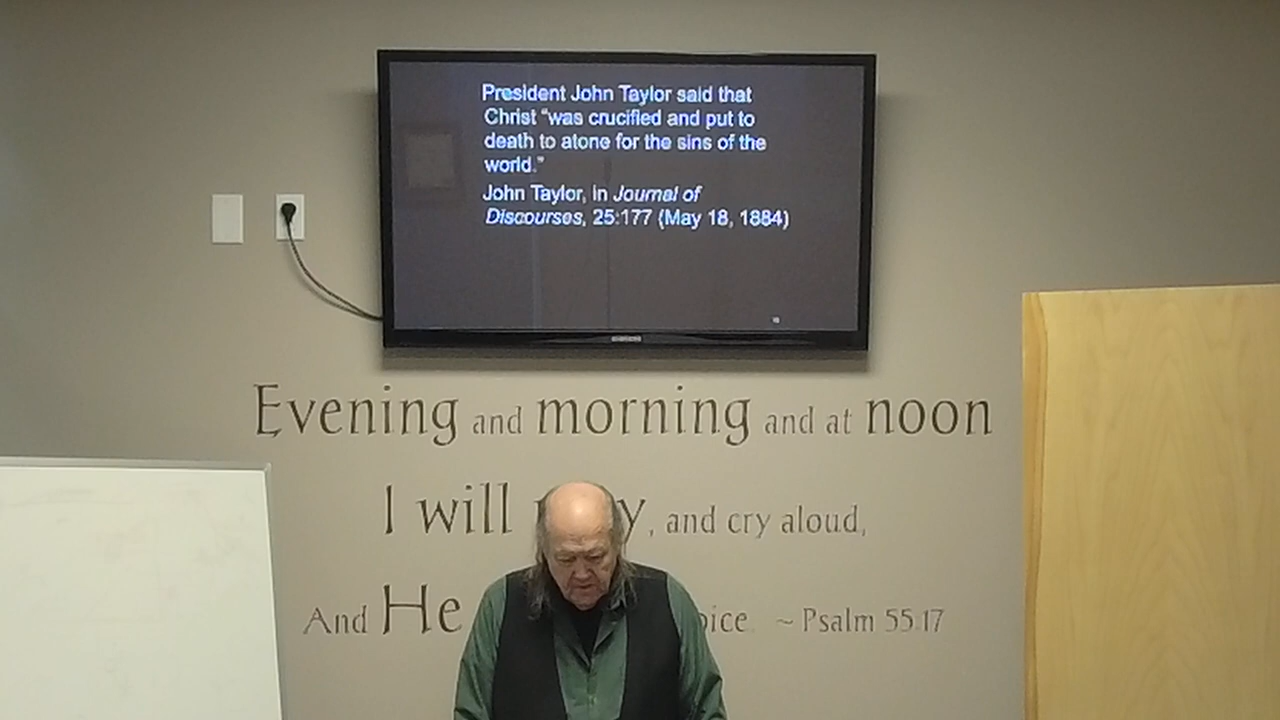 President John Taylor said that
Christ “was crucified and put to
death to atone for the sins of the
world.”
John Taylor, in Journal of
Discourses, 25:177 (May 18, 1884)
Evening and morning and at noon
I will , and cry aloud,
And He ~ Psalm 55:17